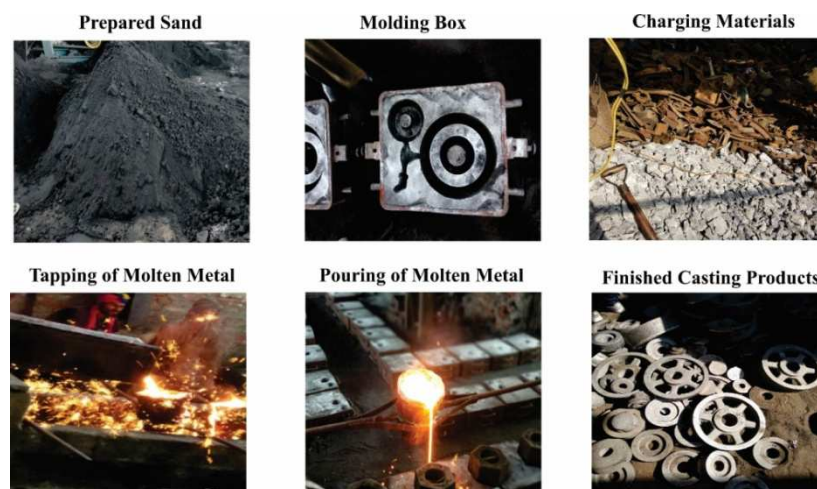 Prepared Sand
Molding Box
Charging Materials
Tapping of Molten Metal
Pouring of Molten Metal
Finished Casting Products